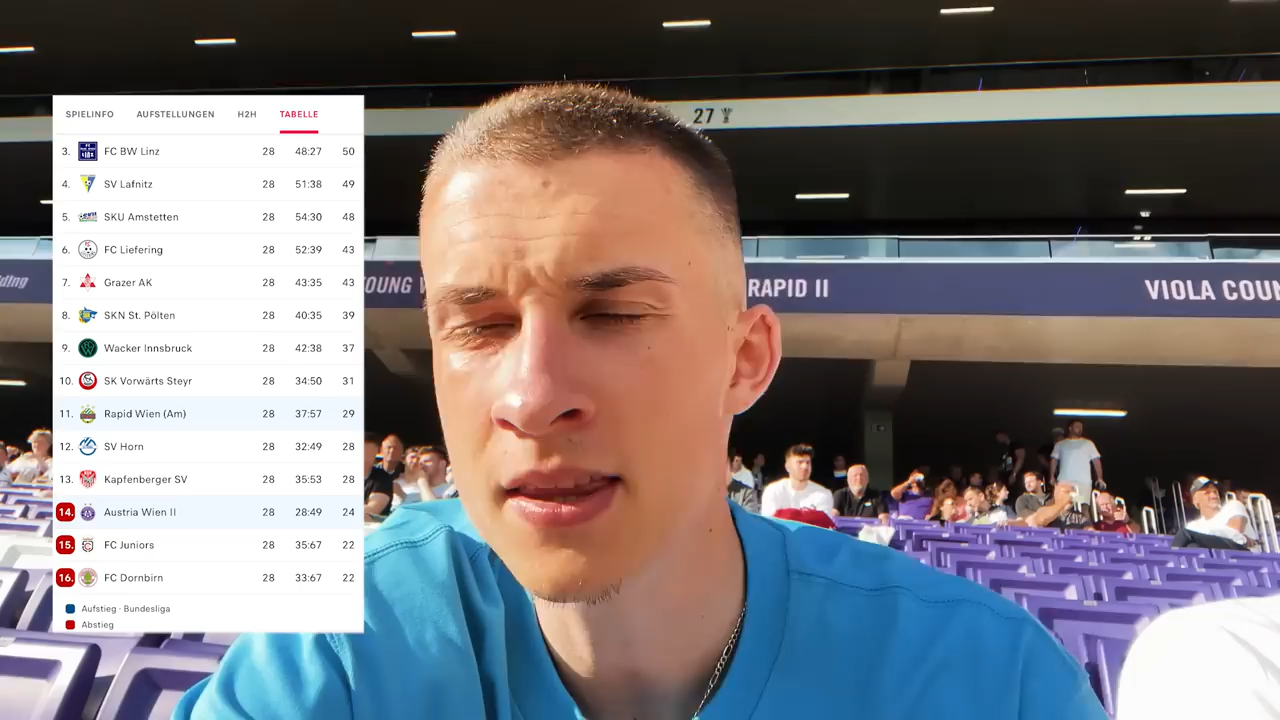 27
SPIELINFO AUFSTELLUNGEN H2H TABELLE
3. FC BW Linz 28 48:27 50
4. SV Lafnitz 28 51:38 49
5. SKU Amstetten 28 54:30 48
6. FC Liefering 28 52:39 43
7. Grazer AK 28 43:35 43
8. SKN St. Pölten 28 40:35 39
9. Wacker Innsbruck 28 42:38 37
10. SK Vorwärts Steyr 28 34:50 31
11. Rapid Wien (Am) 28 37:57 29
12. SV Horn 28 32:49 28
13. Kapfenberger SV 28 35:53 28
14. Austria Wien II 28 28:49 24
15. FC Juniors 28 35:67 22
16. FC Dornbirn 28 33:67 22
Aufstieg · Bundesliga
Abstieg
YOUNG RAPID II VIOLA